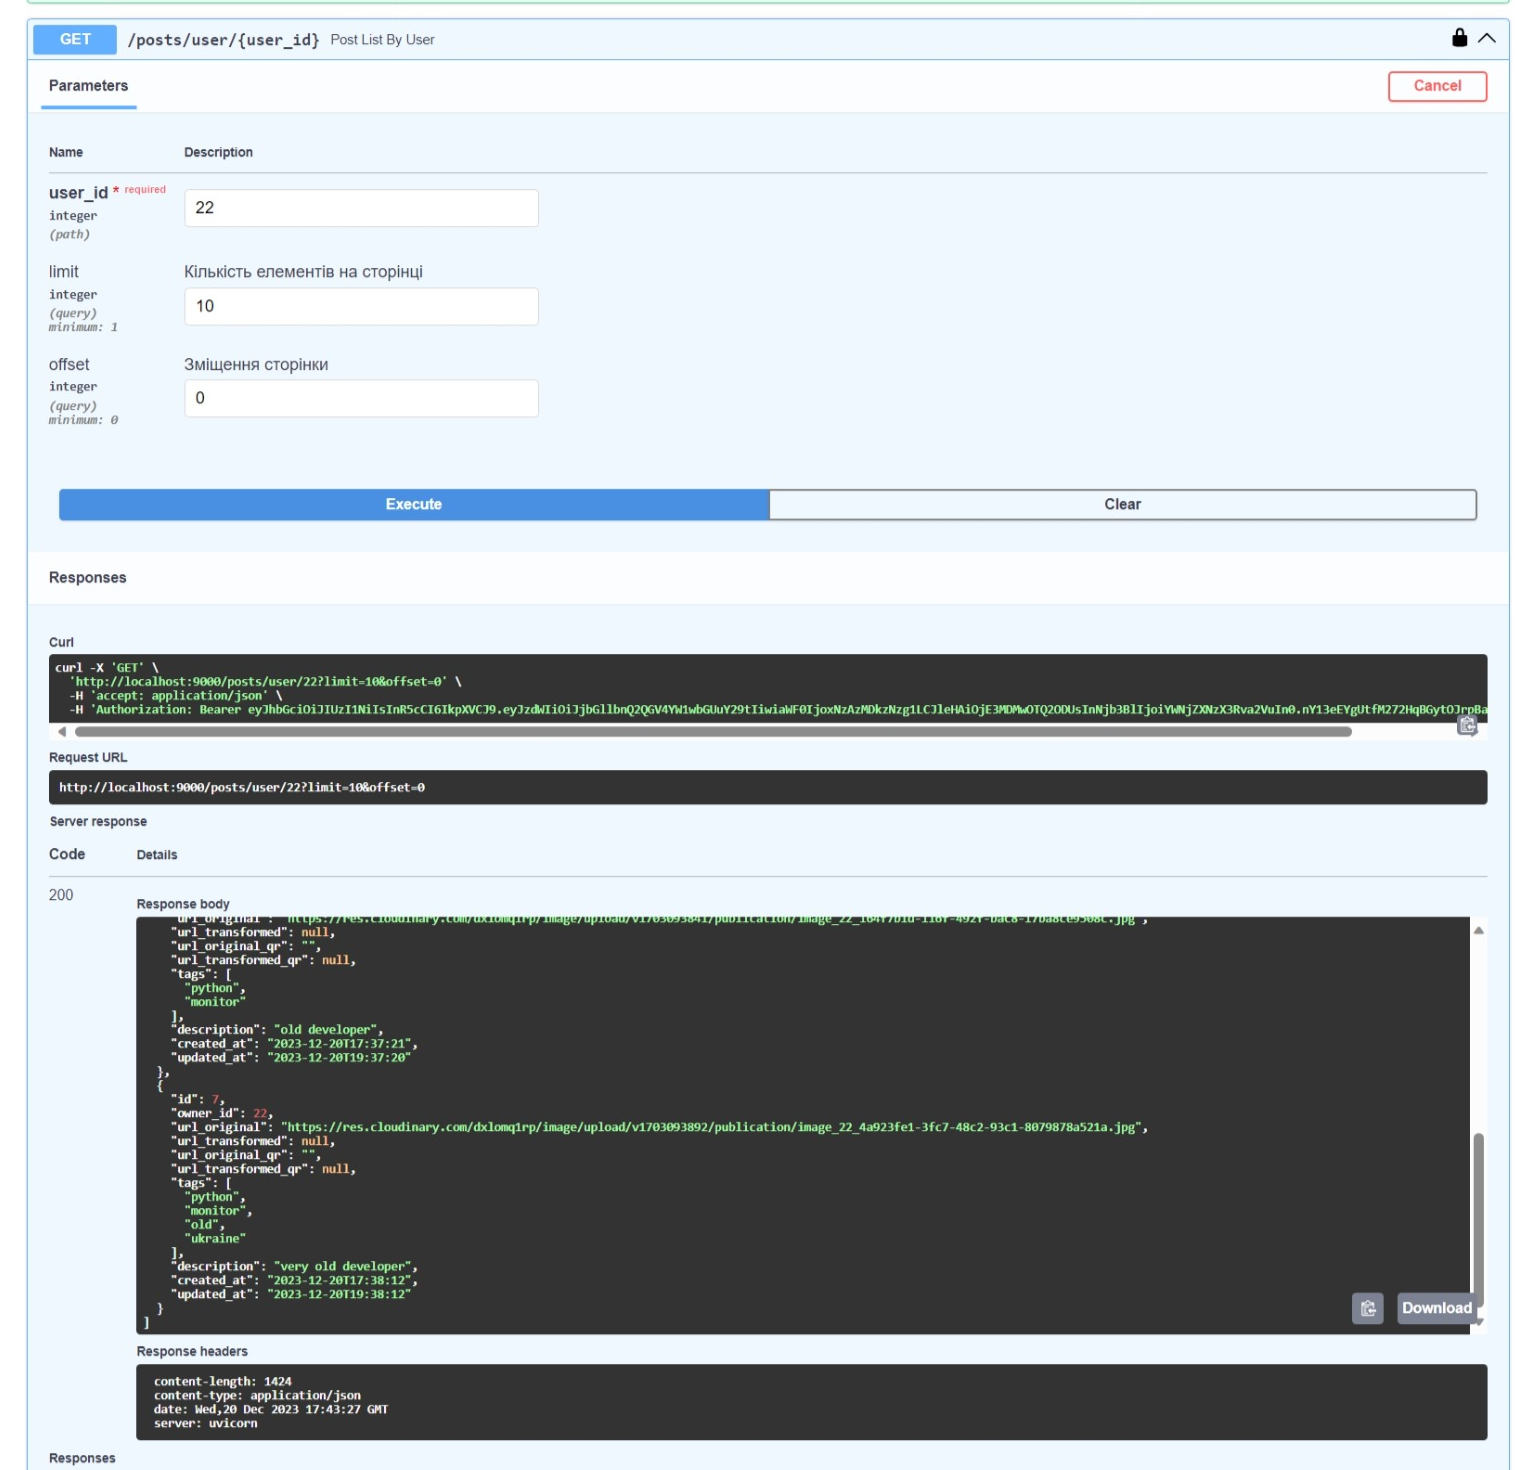 GET /posts/user/{user_id} Post List By User
Parameters
Cancel
Name Description
user_id * required
integer
(path)
22
limit
integer
(query)
minimum: 1
Кількість елементів на сторінці
10
offset
integer
(query)
minimum: 0
Зміщення сторінки
0
Execute
Clear
Responses
Curl
curl -X 'GET' \
'http://localhost:9000/posts/user/22?limit=10&offset=0' \
-H 'accept: application/json' \
-H 'Authorization: Bearer
Request URL
http://localhost:9000/posts/user/22?limit=10&offset=0
Server response
Code Details
200
Response body
"url_transformed": null,
"url_original_qr": "",
"url_transformed_qr": null,
"tags": [
"python",
"monitor"
],
"description": "old developer",
"created_at": "2023-12-20T17:37:21",
"updated_at": "2023-12-20T19:37:20"
},
{
"id": 7,
"owner_id": 22,
"url_original": "https://res.cloudinary.com/dxlomq1rp/image/upload/v1703093892/publication/image_22_4a923fe1-3fc7-48c2-93c1-8079878a521a.jpg",
"url_transformed": null,
"url_original_qr": "",
"url_transformed_qr": null,
"tags": [
"python",
"monitor",
"old",
"ukraine"
],
"description": "very old developer",
"created_at": "2023-12-20T17:38:12",
"updated_at": "2023-12-20T19:38:12"
}
]
Download
Response headers
content-length: 1424
content-type: application/json
date: Wed,20 Dec 2023 17:43:27 GMT
server: uvicorn
Responses